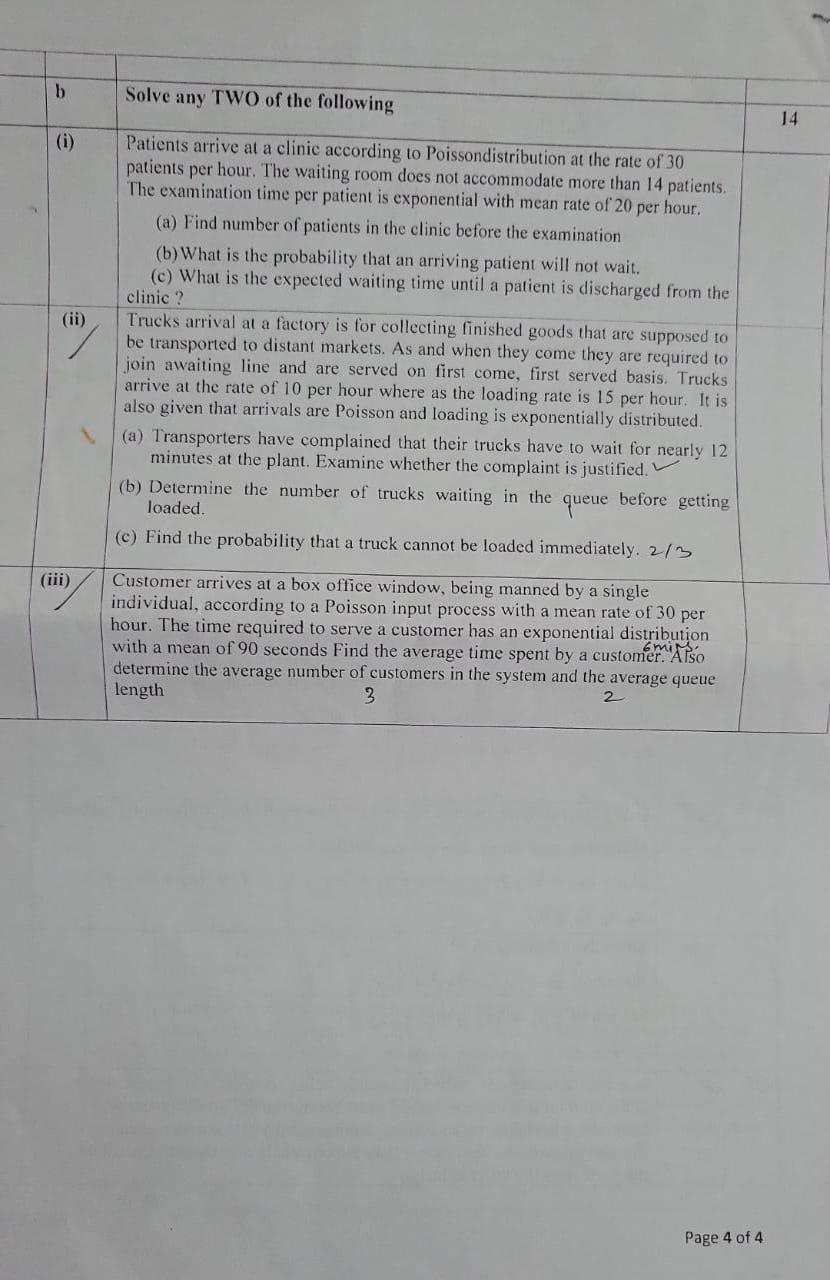 b Solve any TWO of the following 14
(i) Patients arrive at a clinic according to Poissondistribution at the rate of 30
patients per hour. The waiting room does not accommodate more than 14 patients.
The examination time per patient is exponential with mean rate of 20 per hour.
(a) Find number of patients in the clinic before the examination
(b) What is the probability that an arriving patient will not wait.
(c) What is the expected waiting time until a patient is discharged from the
clinic ?
(ii) Trucks arrival at a factory is for collecting finished goods that are supposed to
be transported to distant markets. As and when they come they are required to
join awaiting line and are served on first come, first served basis. Trucks
arrive at the rate of 10 per hour where as the loading rate is 15 per hour. It is
also given that arrivals are Poisson and loading is exponentially distributed.
(a) Transporters have complained that their trucks have to wait for nearly 12
minutes at the plant. Examine whether the complaint is justified.
(b) Determine the number of trucks waiting in the queue before getting
loaded.
(c) Find the probability that a truck cannot be loaded immediately. 2/3
(iii) Customer arrives at a box office window, being manned by a single
individual, according to a Poisson input process with a mean rate of 30 per
hour. The time required to serve a customer has an exponential distribution
6 mins.
with a mean of 90 seconds Find the average time spent by a customer. Also
determine the average number of customers in the system and the average queue
length 3 2
Page 4 of 4